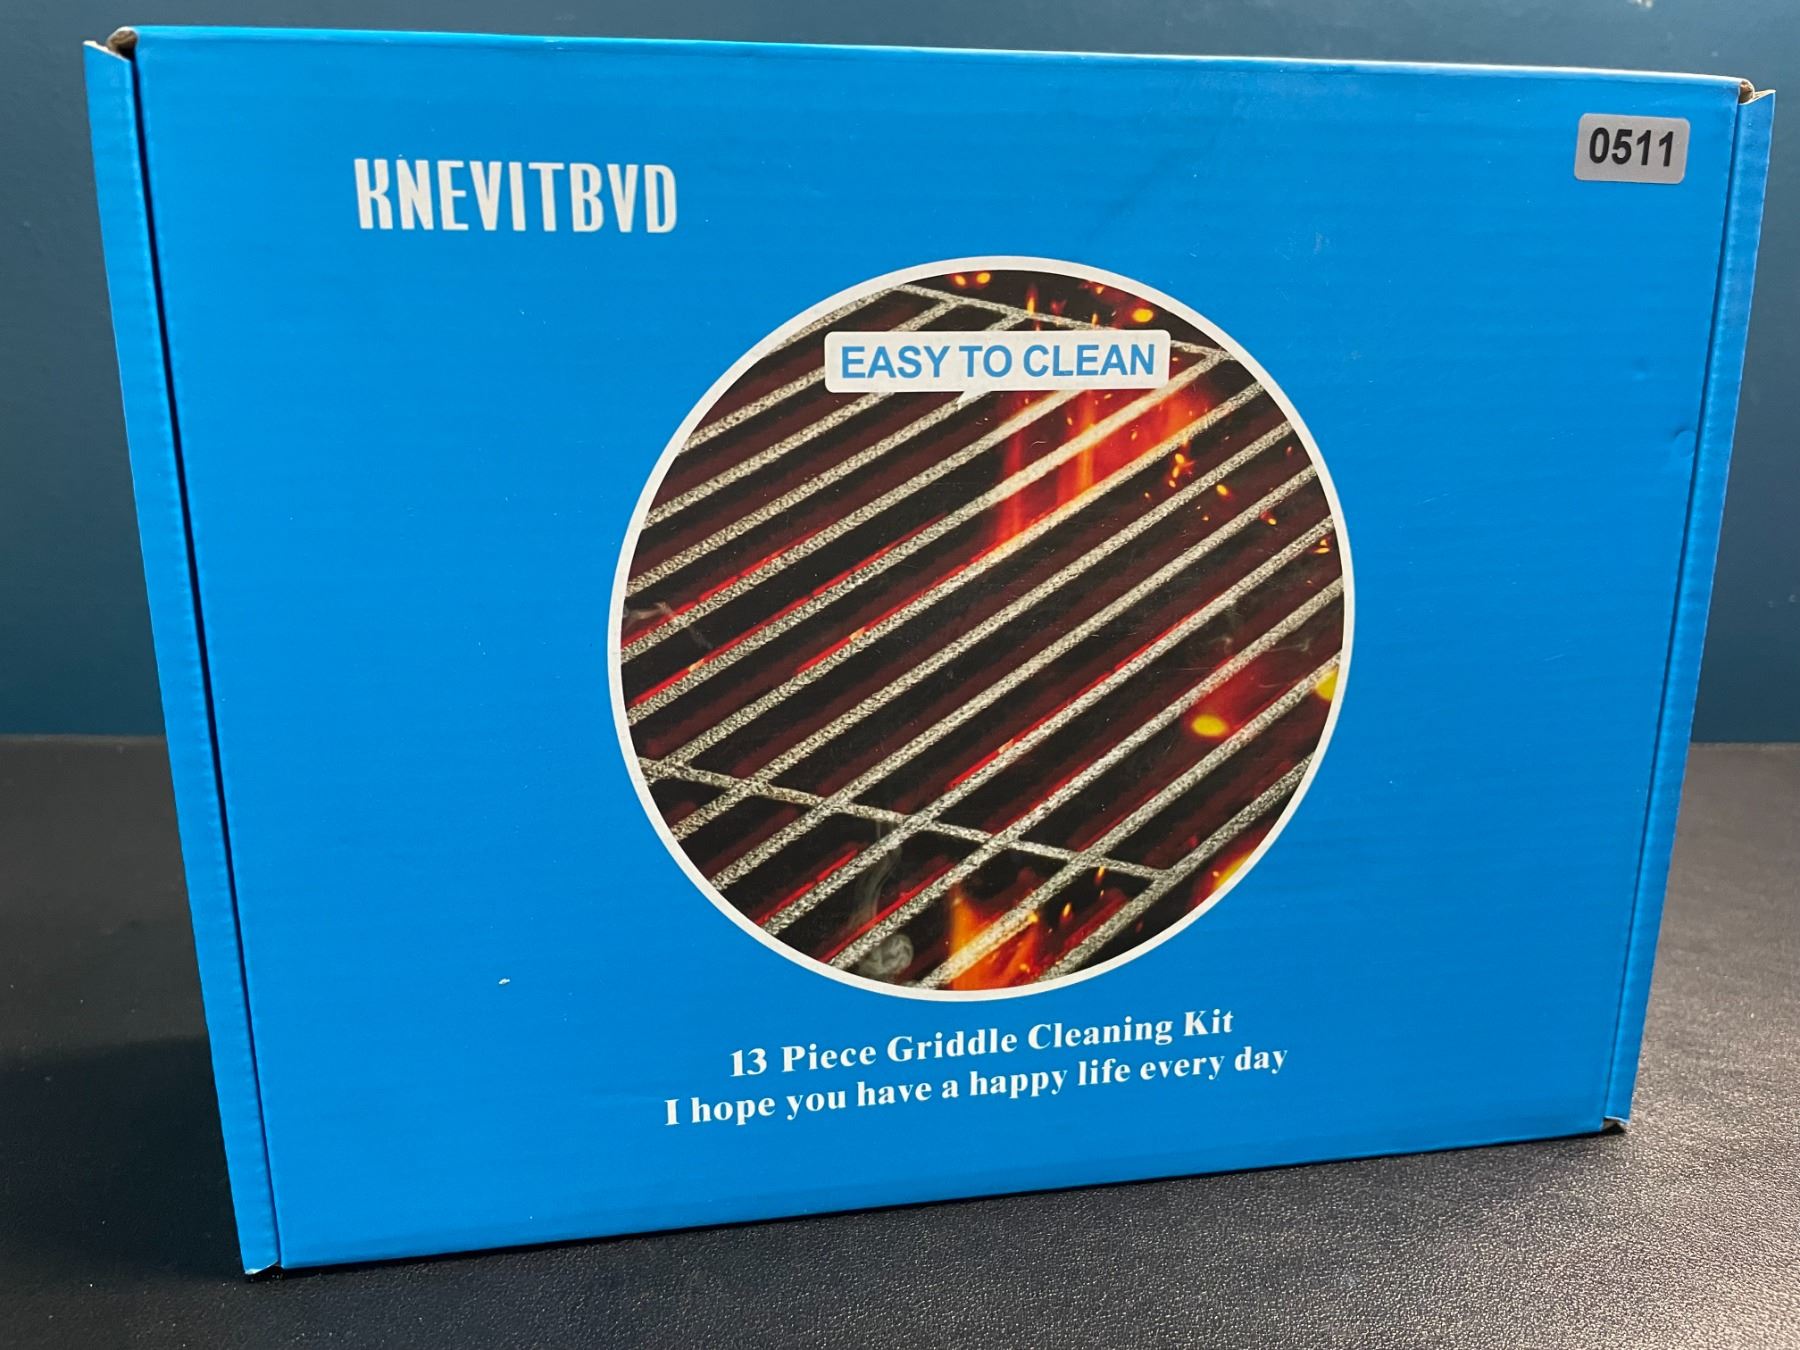 KNEVITBVD
0511
EASY TO CLEAN
13 Piece Griddle Cleaning Kit
I hope you have a happy life every day